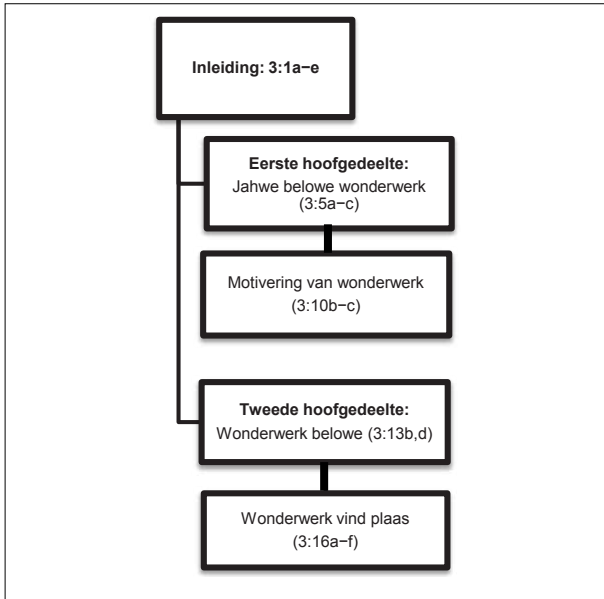 Inleiding: 3:1a−e
Eerste hoofgedeelte:
Jahwe belowe wonderwerk
(3:5a−c)
Motivering van wonderwerk
(3:10b−c)
Tweede hoofgedeelte:
Wonderwerk belowe (3:13b,d)
Wonderwerk vind plaas
(3:16a−f)